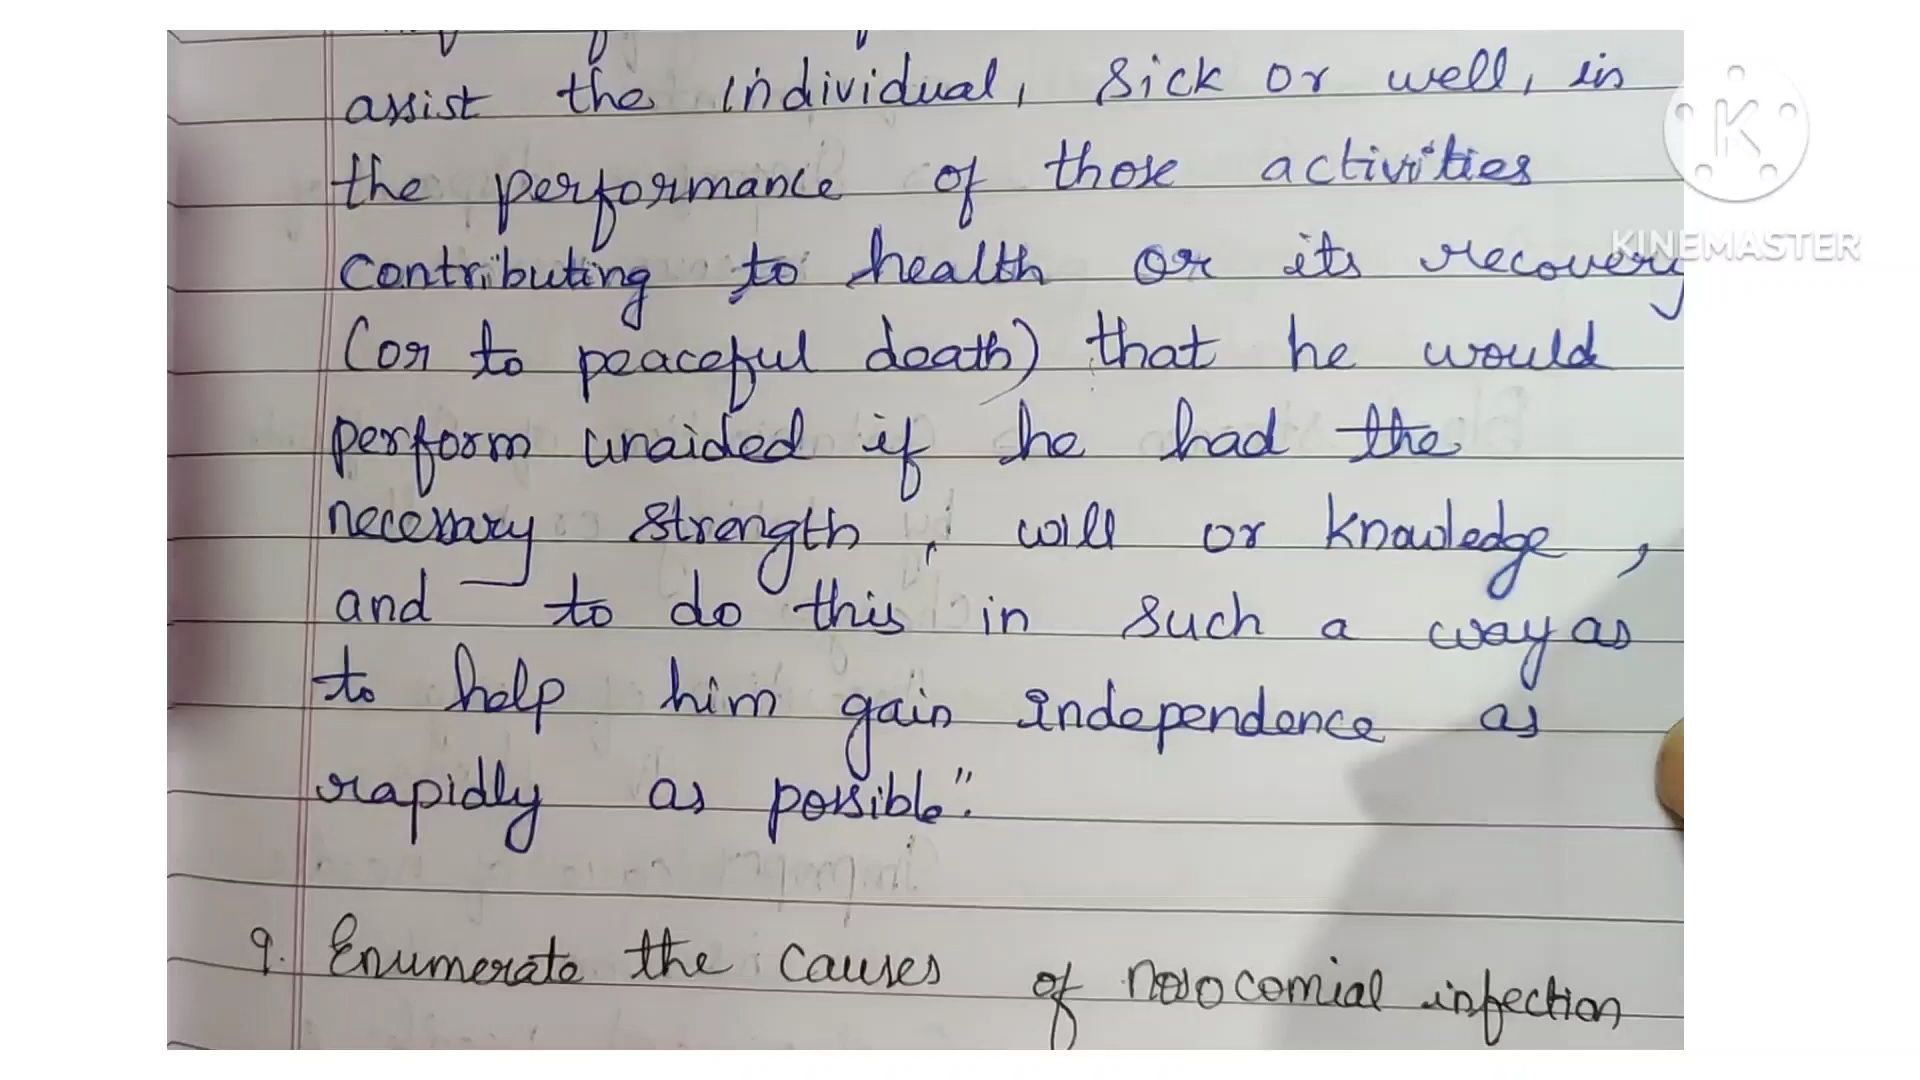 assist the individual, sick or well, in
the performance of those activities
contributing to health or its recovery
(or to peaceful death) that he would
perform unaided if he had the
necessary strength, will or knowledge,
and to do this in such a way as
to help him gain independence as
rapidly as possible".
9. Enumerate the causes of nosocomial infection
KINEMASTER